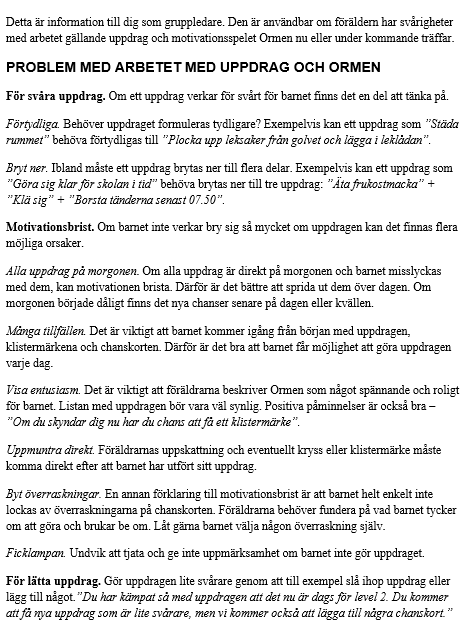 Detta är information till dig som gruppledare. Den är användbar om föräldern har svårigheter
med arbetet gällande uppdrag och motivationsspelet Ormen nu eller under kommande träffar.
PROBLEM MED ARBETET MED UPPDRAG OCH ORMEN
För svåra uppdrag. Om ett uppdrag verkar för svårt för barnet finns det en del att tänka på.
Förtydliga. Behöver uppdraget formuleras tydligare? Exempelvis kan ett uppdrag som ”Städa
rummet” behöva förtydligas till ”Plocka upp leksaker från golvet och lägga i leklådan”.
Bryt ner. Ibland måste ett uppdrag brytas ner till flera delar. Exempelvis kan ett uppdrag som
”Göra sig klar för skolan i tid” behöva brytas ner till tre uppdrag: ”Äta frukostmacka” +
”Klä sig” + ”Borsta tänderna senast 07.50”.
Motivationsbrist. Om barnet inte verkar bry sig så mycket om uppdragen kan det finnas flera
möjliga orsaker.
Alla uppdrag på morgonen. Om alla uppdrag är direkt på morgonen och barnet misslyckas
med dem, kan motivationen brista. Därför är det bättre att sprida ut dem över dagen. Om
morgonen började dåligt finns det nya chanser senare på dagen eller kvällen.
Många tillfällen. Det är viktigt att barnet kommer igång från början med uppdragen,
klistermärkena och chanskorten. Därför är det bra att barnet får möjlighet att göra uppdragen
varje dag.
Visa entusiasm. Det är viktigt att föräldrarna beskriver Ormen som något spännande och roligt
för barnet. Listan med uppdragen bör vara väl synlig. Positiva påminnelser är också bra –
”Om du skyndar dig nu har du chans att få ett klistermärke”.
Uppmuntra direkt. Föräldrarnas uppskattning och eventuellt kryss eller klistermärke måste
komma direkt efter att barnet har utfört sitt uppdrag.
Byt överraskningar. En annan förklaring till motivationsbrist är att barnet helt enkelt inte
lockas av överraskningarna på chanskorten. Föräldrarna behöver fundera på vad barnet tycker
om att göra och brukar be om. Låt gärna barnet välja någon överraskning själv.
Ficklampan. Undvik att tjata och ge inte uppmärksamhet om barnet inte gör uppdraget.
För lätta uppdrag. Gör uppdragen lite svårare genom att till exempel slå ihop uppdrag eller
lägg till något.”Du har kämpat så med uppdragen att det nu är dags för level 2. Du kommer
att få nya uppdrag som är lite svårare, men vi kommer också att lägga till några chanskort.”